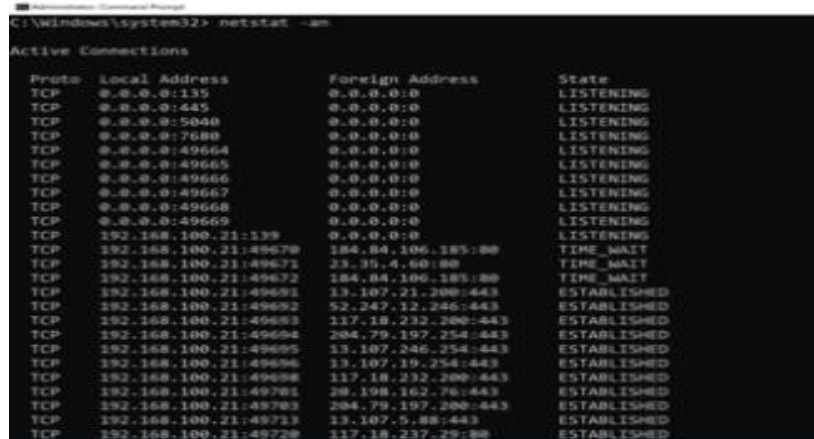 Administrator: Command Prompt
C:\Windows\system32> netstat -an
Active Connections
Proto Local Address Foreign Address State
TCP 0.0.0.0:135 0.0.0.0:0 LISTENING
TCP 0.0.0.0:445 0.0.0.0:0 LISTENING
TCP 0.0.0.0:5040 0.0.0.0:0 LISTENING
TCP 0.0.0.0:7680 0.0.0.0:0 LISTENING
TCP 0.0.0.0:49664 0.0.0.0:0 LISTENING
TCP 0.0.0.0:49665 0.0.0.0:0 LISTENING
TCP 0.0.0.0:49666 0.0.0.0:0 LISTENING
TCP 0.0.0.0:49667 0.0.0.0:0 LISTENING
TCP 0.0.0.0:49668 0.0.0.0:0 LISTENING
TCP 0.0.0.0:49669 0.0.0.0:0 LISTENING
TCP 192.168.100.21:139 0.0.0.0:0 LISTENING
TCP 192.168.100.21:49670 184.84.106.185:80 TIME_WAIT
TCP 192.168.100.21:49671 23.35.4.60:80 TIME_WAIT
TCP 192.168.100.21:49672 184.84.106.185:80 TIME_WAIT
TCP 192.168.100.21:49691 13.107.21.200:443 ESTABLISHED
TCP 192.168.100.21:49692 52.247.12.246:443 ESTABLISHED
TCP 192.168.100.21:49693 117.18.232.200:443 ESTABLISHED
TCP 192.168.100.21:49694 204.79.197.254:443 ESTABLISHED
TCP 192.168.100.21:49695 13.107.246.254:443 ESTABLISHED
TCP 192.168.100.21:49696 13.107.19.254:443 ESTABLISHED
TCP 192.168.100.21:49698 117.18.232.200:443 ESTABLISHED
TCP 192.168.100.21:49701 20.198.162.76:443 ESTABLISHED
TCP 192.168.100.21:49703 204.79.197.200:443 ESTABLISHED
TCP 192.168.100.21:49713 13.107.5.88:443 ESTABLISHED
TCP 192.168.100.21:49720 117.18.237.29:80 ESTABLISHED